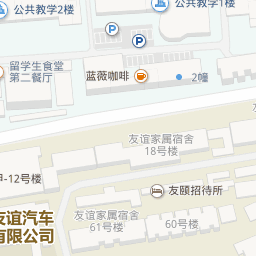 公共教学2楼
公共教学1楼
留学生食堂
第二餐厅
蓝薇咖啡
2幢
友谊家属宿舍
18号楼
-12号楼
友颐招待所
友谊汽车
有限公司
友谊家属宿舍
61号楼
60号楼